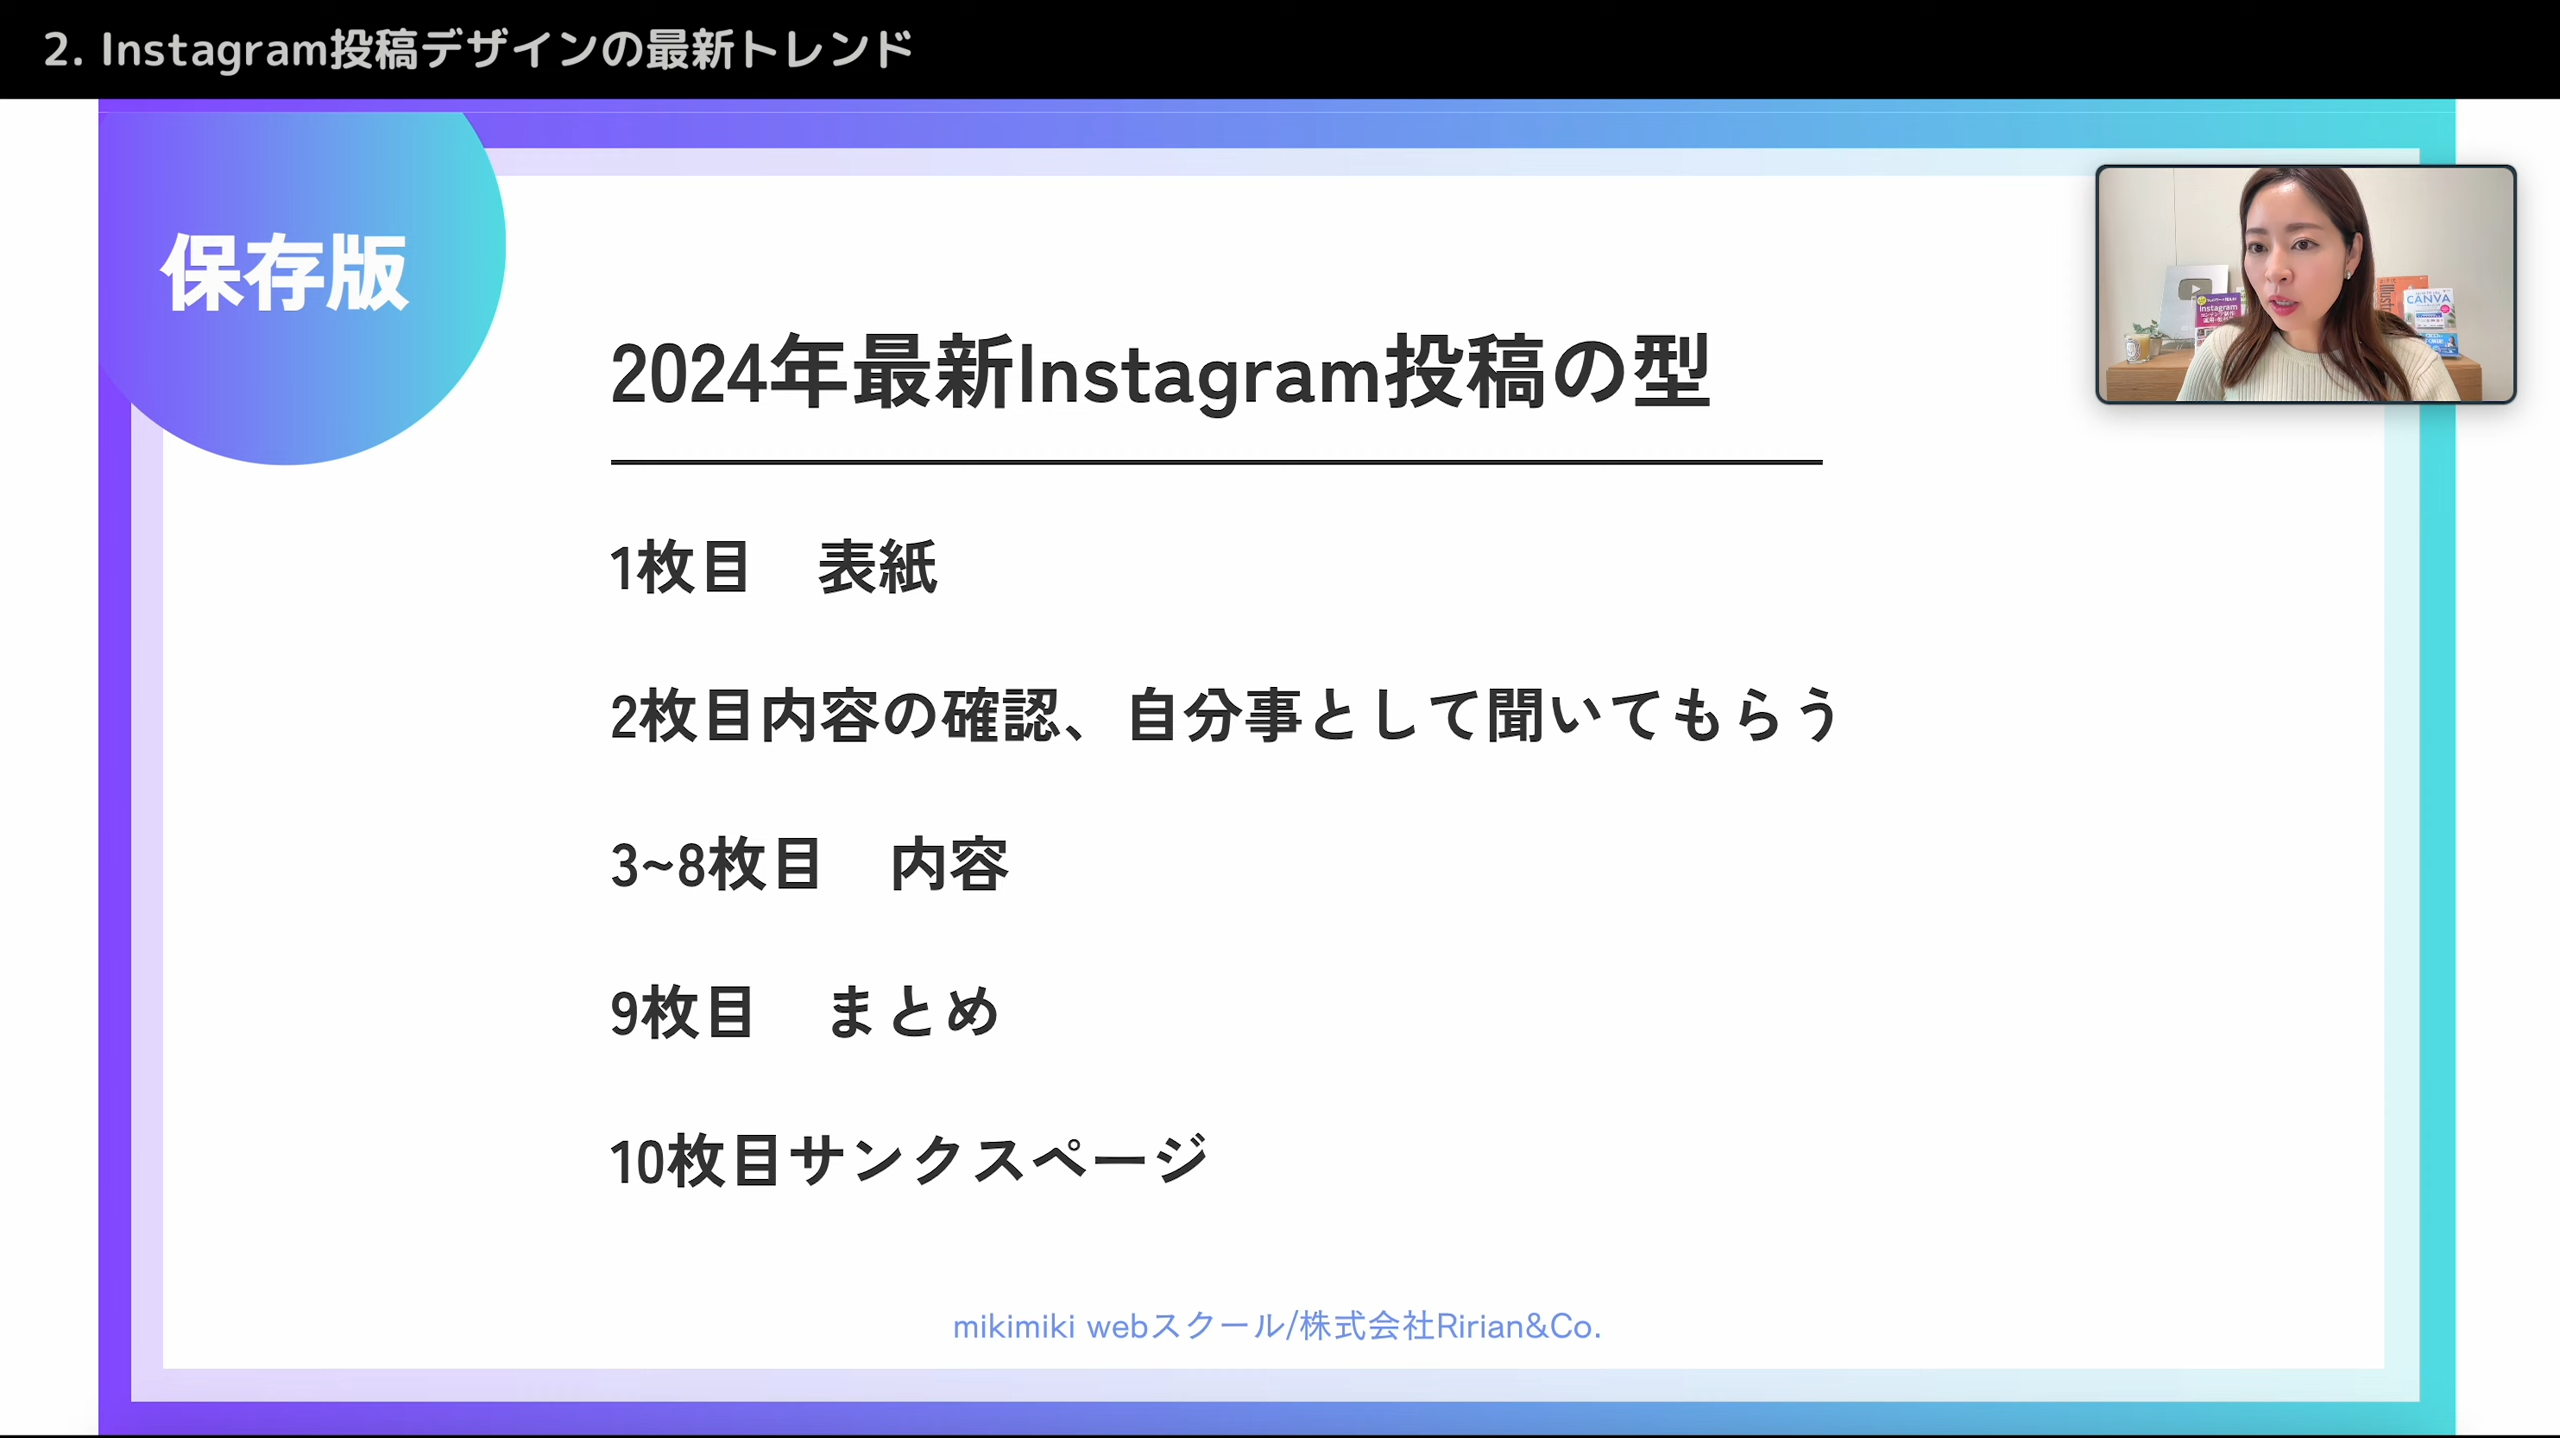 2. Instagram投稿デザインの最新トレンド
保存版
2024年最新Instagram投稿の型
1枚目　表紙
2枚目内容の確認、自分事として聞いてもらう
3~8枚目　内容
9枚目　まとめ
10枚目サンクスページ
mikimiki webスクール/株式会社Ririan&Co.
Instagram
CANVA